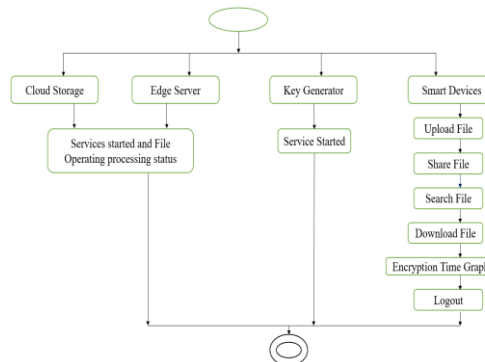 Cloud Storage
Edge Server
Key Generator
Smart Devices
Services started and File
Operating processing status
Service Started
Upload File
Share File
Search File
Download File
Encryption Time Graph
Logout